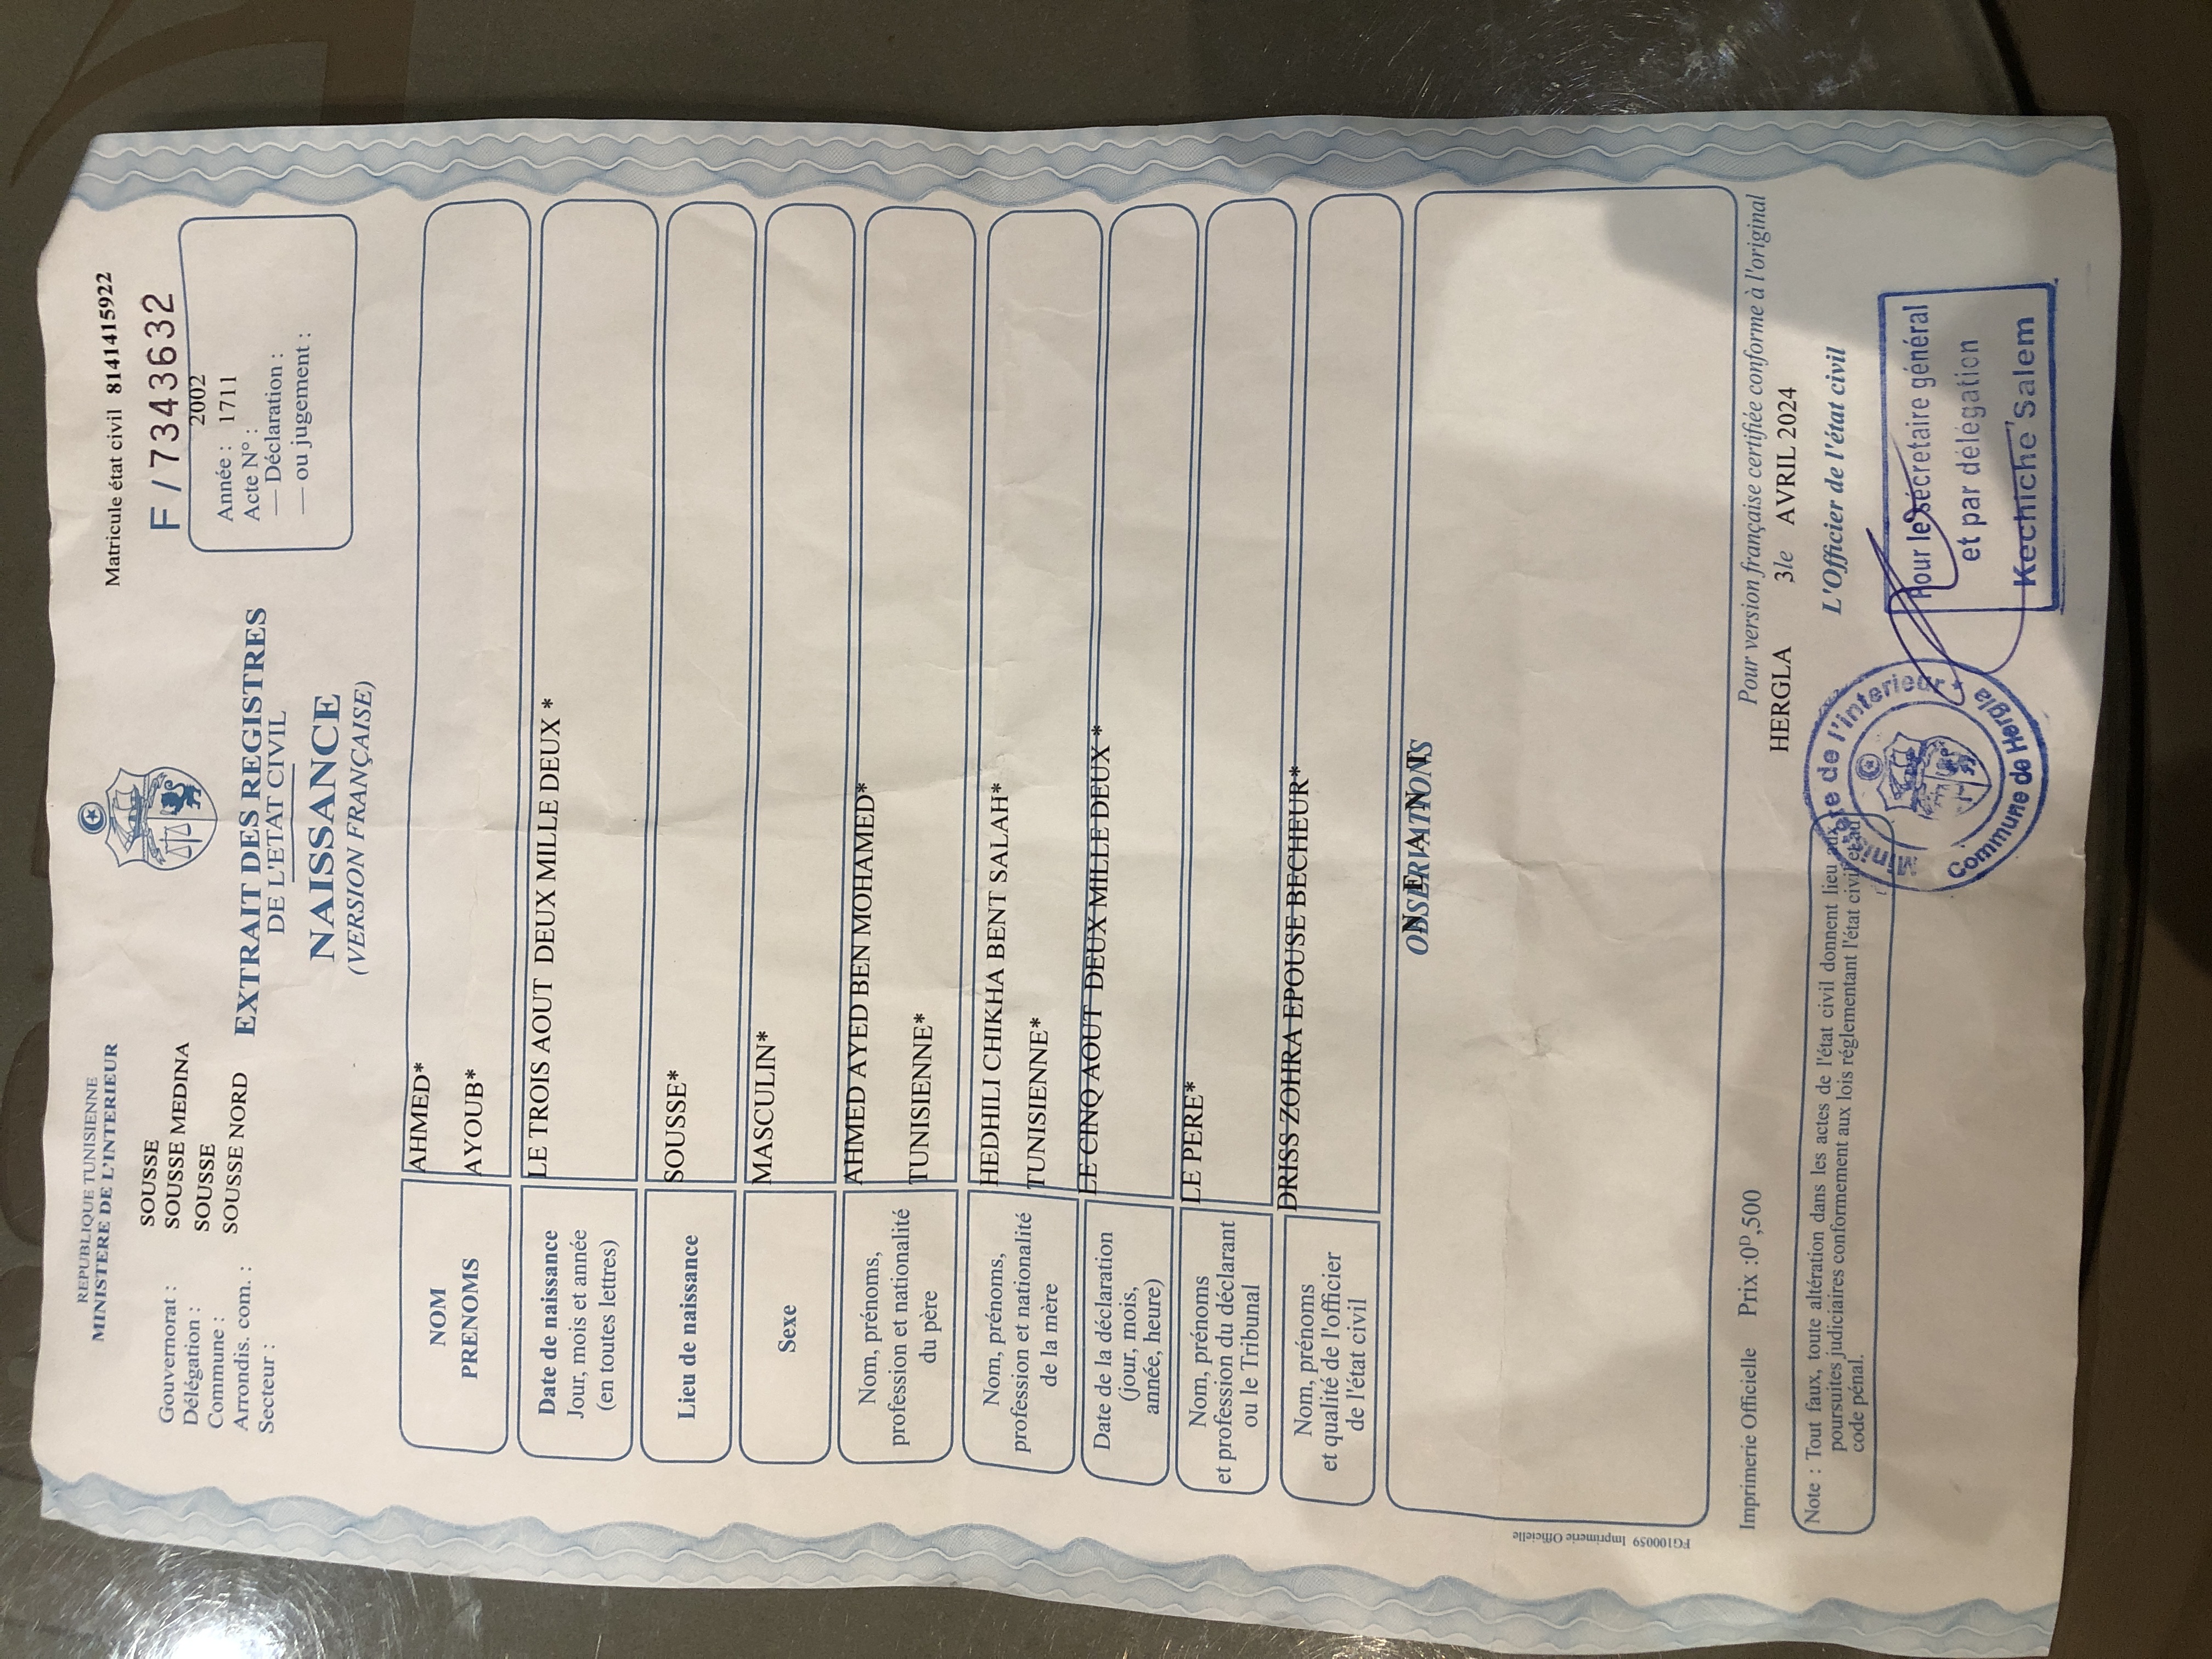 REPUBLIQUE TUNISIENNE
MINISTERE DE L'INTERIEUR
Gouvernorat : SOUSSE
Délégation : SOUSSE MEDINA
Commune : SOUSSE
Arrondis. com. : SOUSSE NORD
Secteur :
EXTRAIT DES REGISTRES
DE L'ETAT CIVIL
NAISSANCE
(VERSION FRANÇAISE)
Matricule état civil 81414159​22
F / 7343632
2002
Année : 1711
Acte N° :
— Déclaration :
— ou jugement :
NOM AHMED*
PRENOMS AYOUB*
Date de naissance LE TROIS AOUT DEUX MILLE DEUX *
Jour, mois et année
(en toutes lettres)
Lieu de naissance SOUSSE*
Sexe MASCULIN*
Nom, prénoms, AHMED AYED BEN MOHAMED*
profession et nationalité TUNISIENNE*
du père
Nom, prénoms, HEDHILI CHIKHA BENT SALAH*
profession et nationalité TUNISIENNE*
de la mère
Date de la déclaration LE CINQ AOUT DEUX MILLE DEUX *
(jour, mois,
année, heure)
Nom, prénoms LE PERE*
et profession du déclarant
ou le Tribunal
Nom, prénoms DRISS ZOHRA EPOUSE BECHEUR*
et qualité de l'officier
de l'état civil
OBSERVATIONS
N E A N T
FG100059 Imprimerie Officielle
Imprimerie Officielle Prix :0D,500
Pour version française certifiée conforme à l'original
HERGLA 3le AVRIL 2024
L'Officier de l'état civil
Note : Tout faux, toute altération dans les actes de l'état civil donnent lieu aux
poursuites judiciaires conformement aux lois réglementant l'état civil et au
code pénal.
Ministère de l'interieur
Commune de Hergla
Pour le secrétaire général
et par délégation
Kechiche Salem